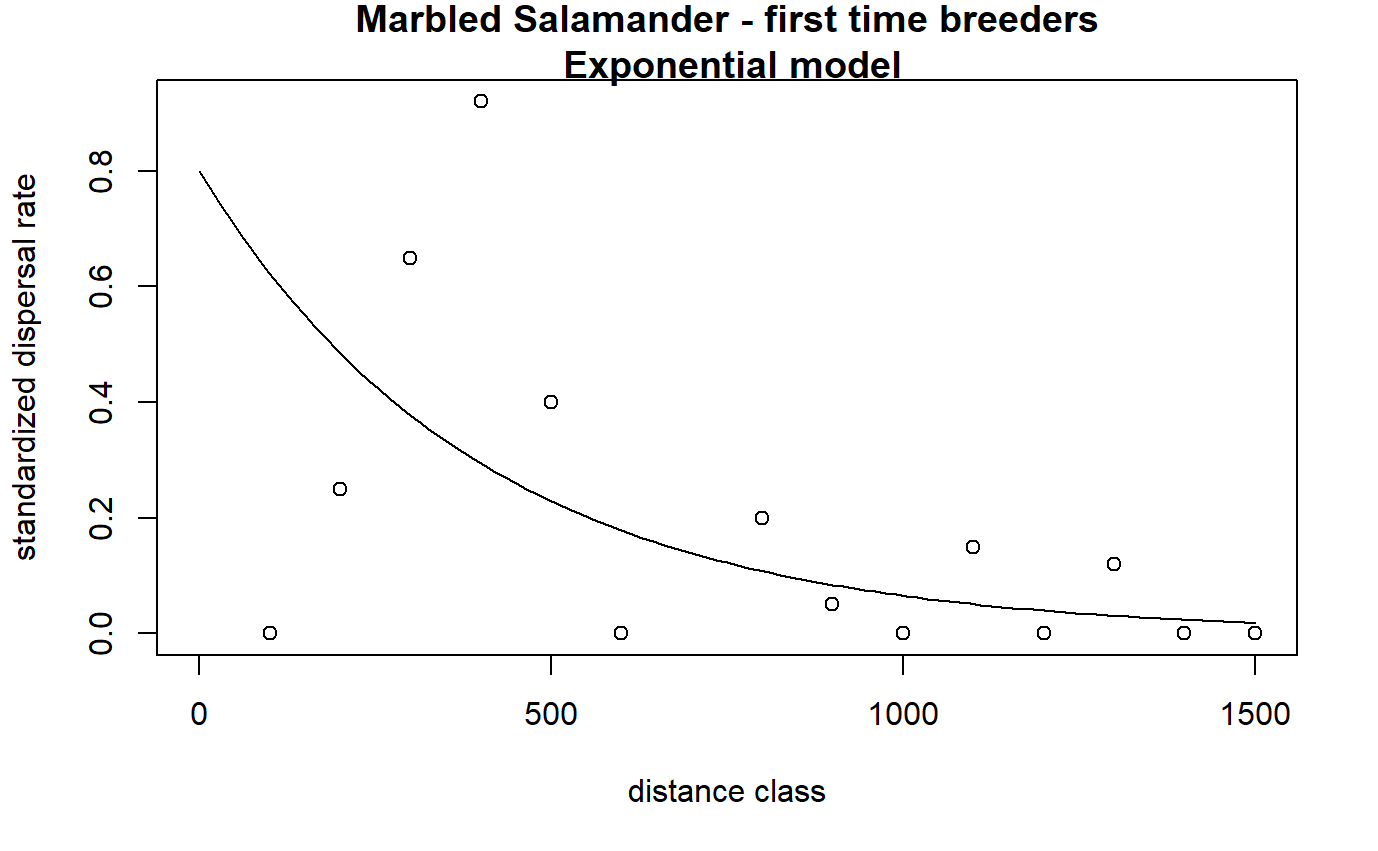 Marbled Salamander - first time breeders
Exponential model
standardized dispersal rate
0.8
0.6
0.4
0.2
0.0
0 500 1000 1500
distance class